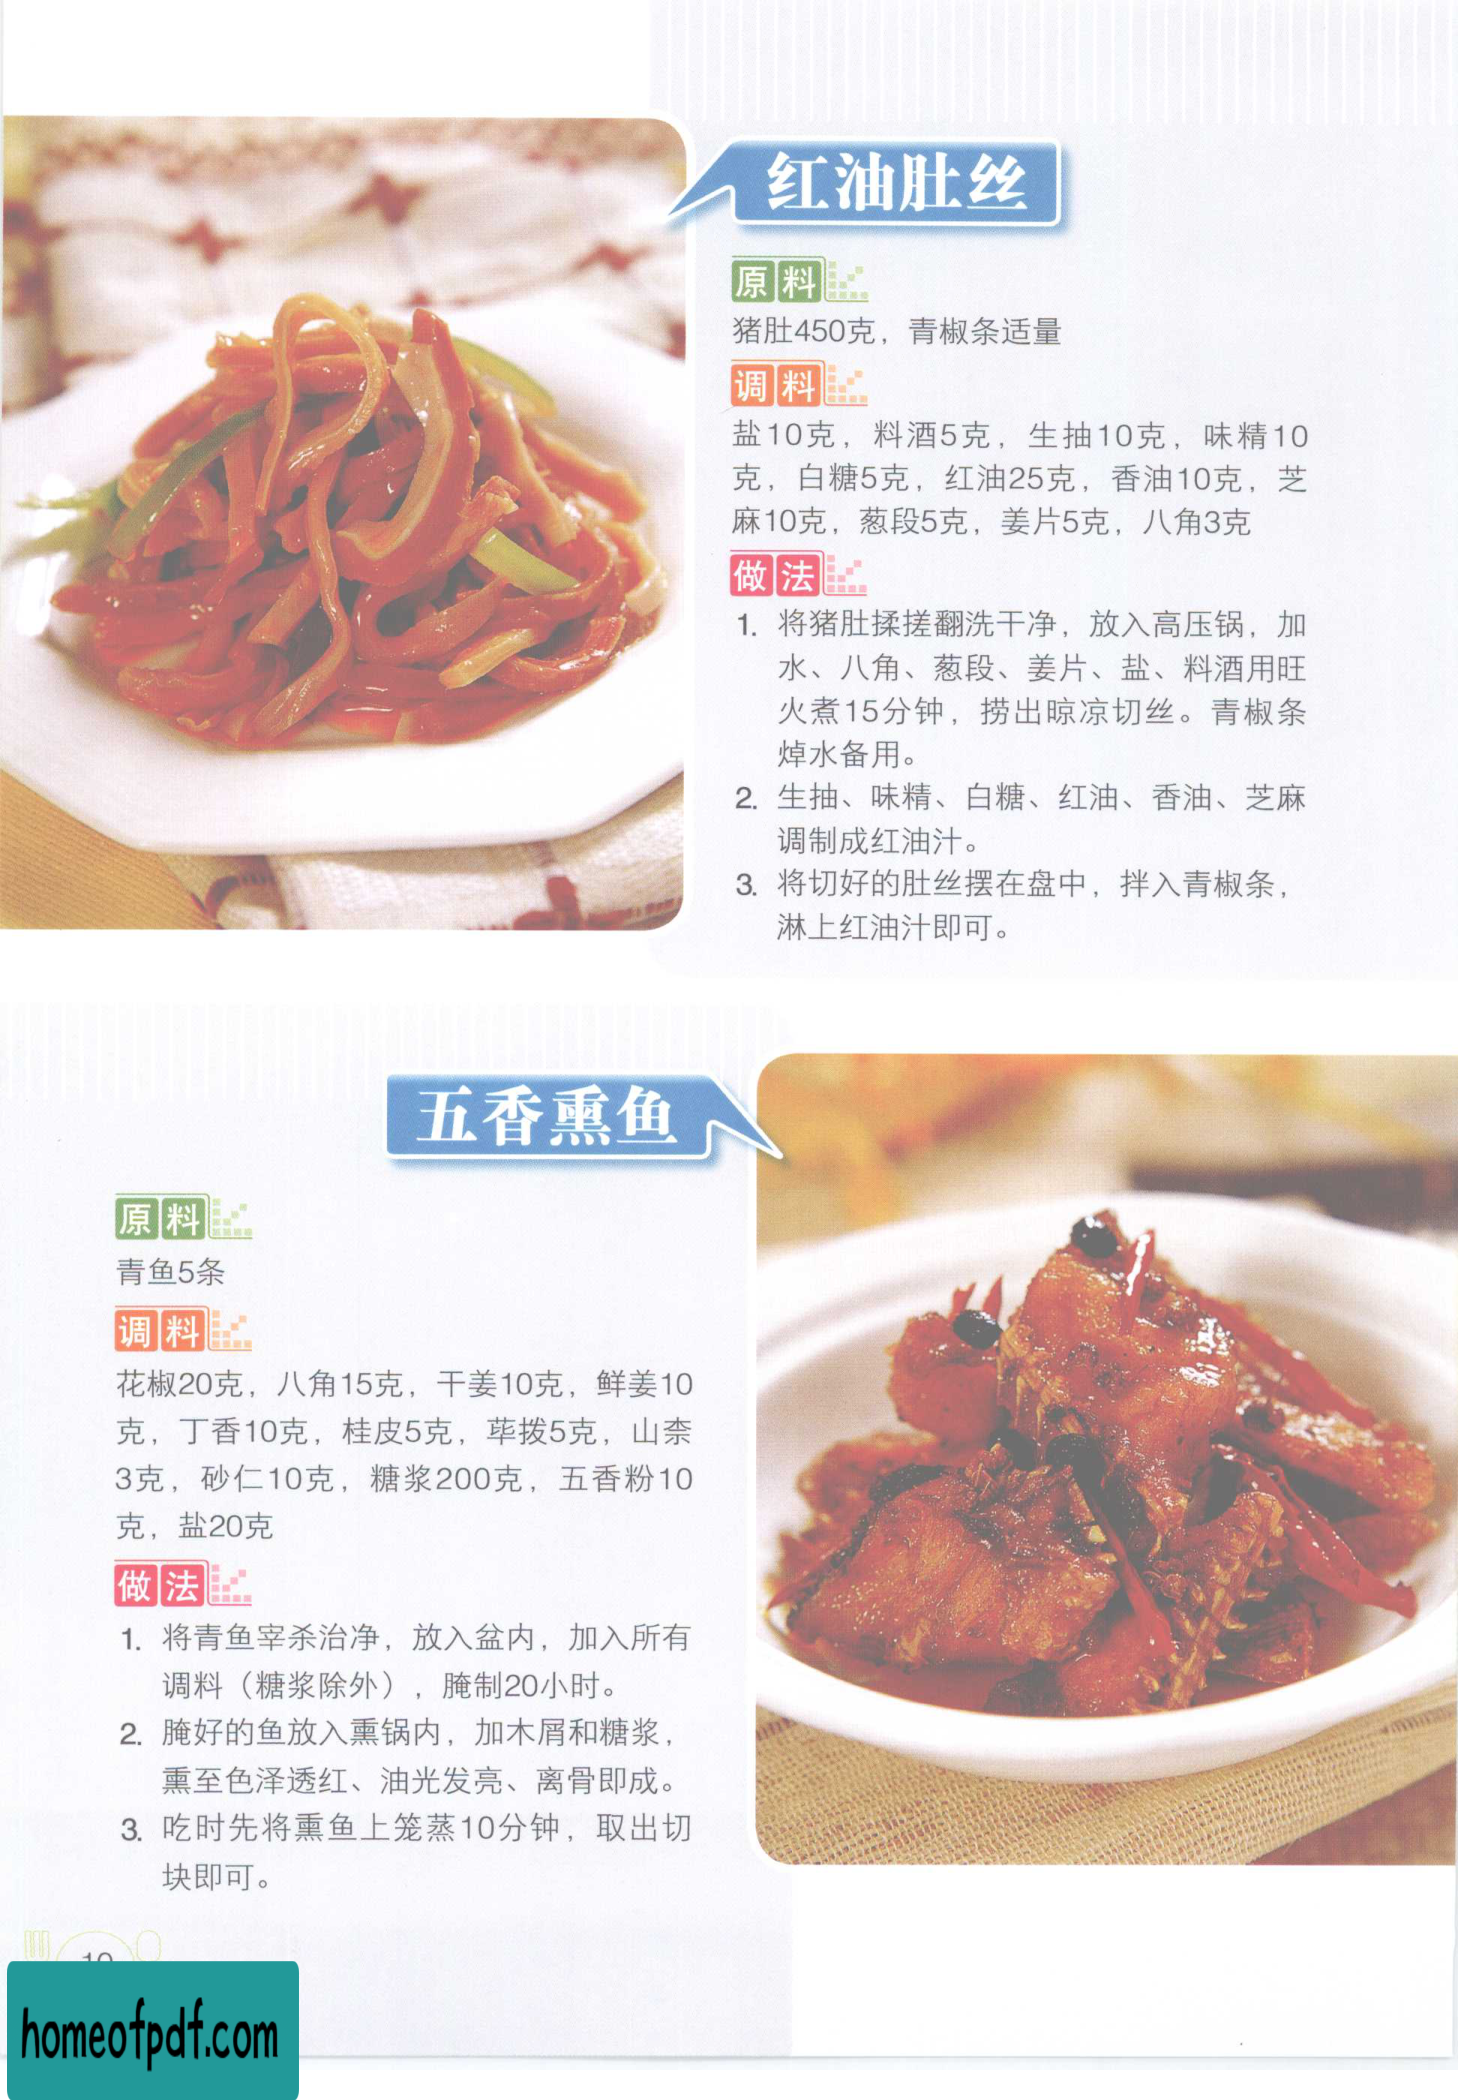 红油肚丝
原料
猪肚450克，青椒条适量
调料
盐10克，料酒5克，生抽10克，味精10
克，白糖5克，红油25克，香油10克，芝
麻10克，葱段5克，姜片5克，八角3克
做法
1. 将猪肚揉搓翻洗干净，放入高压锅，加
水、八角、葱段、姜片、盐、料酒用旺
火煮15分钟，捞出晾凉切丝。青椒条
焯水备用。
2. 生抽、味精、白糖、红油、香油、芝麻
调制成红油汁。
3. 将切好的肚丝摆在盘中，拌入青椒条，
淋上红油汁即可。
五香熏鱼
原料
青鱼5条
调料
花椒20克，八角15克，干姜10克，鲜姜10
克，丁香10克，桂皮5克，荜拨5克，山柰
3克，砂仁10克，糖浆200克，五香粉10
克，盐20克
做法
1. 将青鱼宰杀治净，放入盆内，加入所有
调料（糖浆除外），腌制20小时。
2. 腌好的鱼放入熏锅内，加木屑和糖浆，
熏至色泽透红、油光发亮、离骨即成。
3. 吃时先将熏鱼上笼蒸10分钟，取出切
块即可。
homeofpdf.com